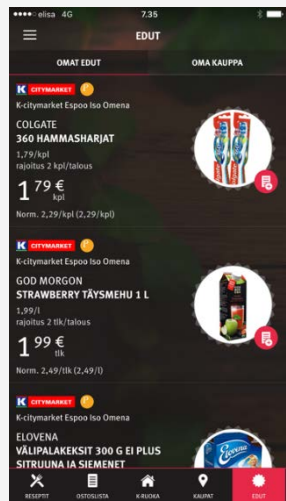 elisa 4G 7.35
EDUT
OMAT EDUT OMA KAUPPA
K CITYMARKET
K-citymarket Espoo Iso Omena
COLGATE
360 HAMMASHARJAT
1,79/kpl
rajoitus 2 kpl/talous
1 79 € kpl
Norm. 2,29/kpl (2,29/kpl)
K CITYMARKET
K-citymarket Espoo Iso Omena
GOD MORGON
STRAWBERRY TÄYSMEHU 1 L
1,99/l
rajoitus 2 tlk/talous
1 99 € tlk
Norm. 2,49/tlk (2,49/l)
K CITYMARKET
K-citymarket Espoo Iso Omena
ELOVENA
VÄLIPALAKEKSIT 300 G EI PLUS
SITRUUNA JA SIEMENET
Elovena
RESEPTIT OSTOSLISTA K-RUOKA KAUPAT EDUT